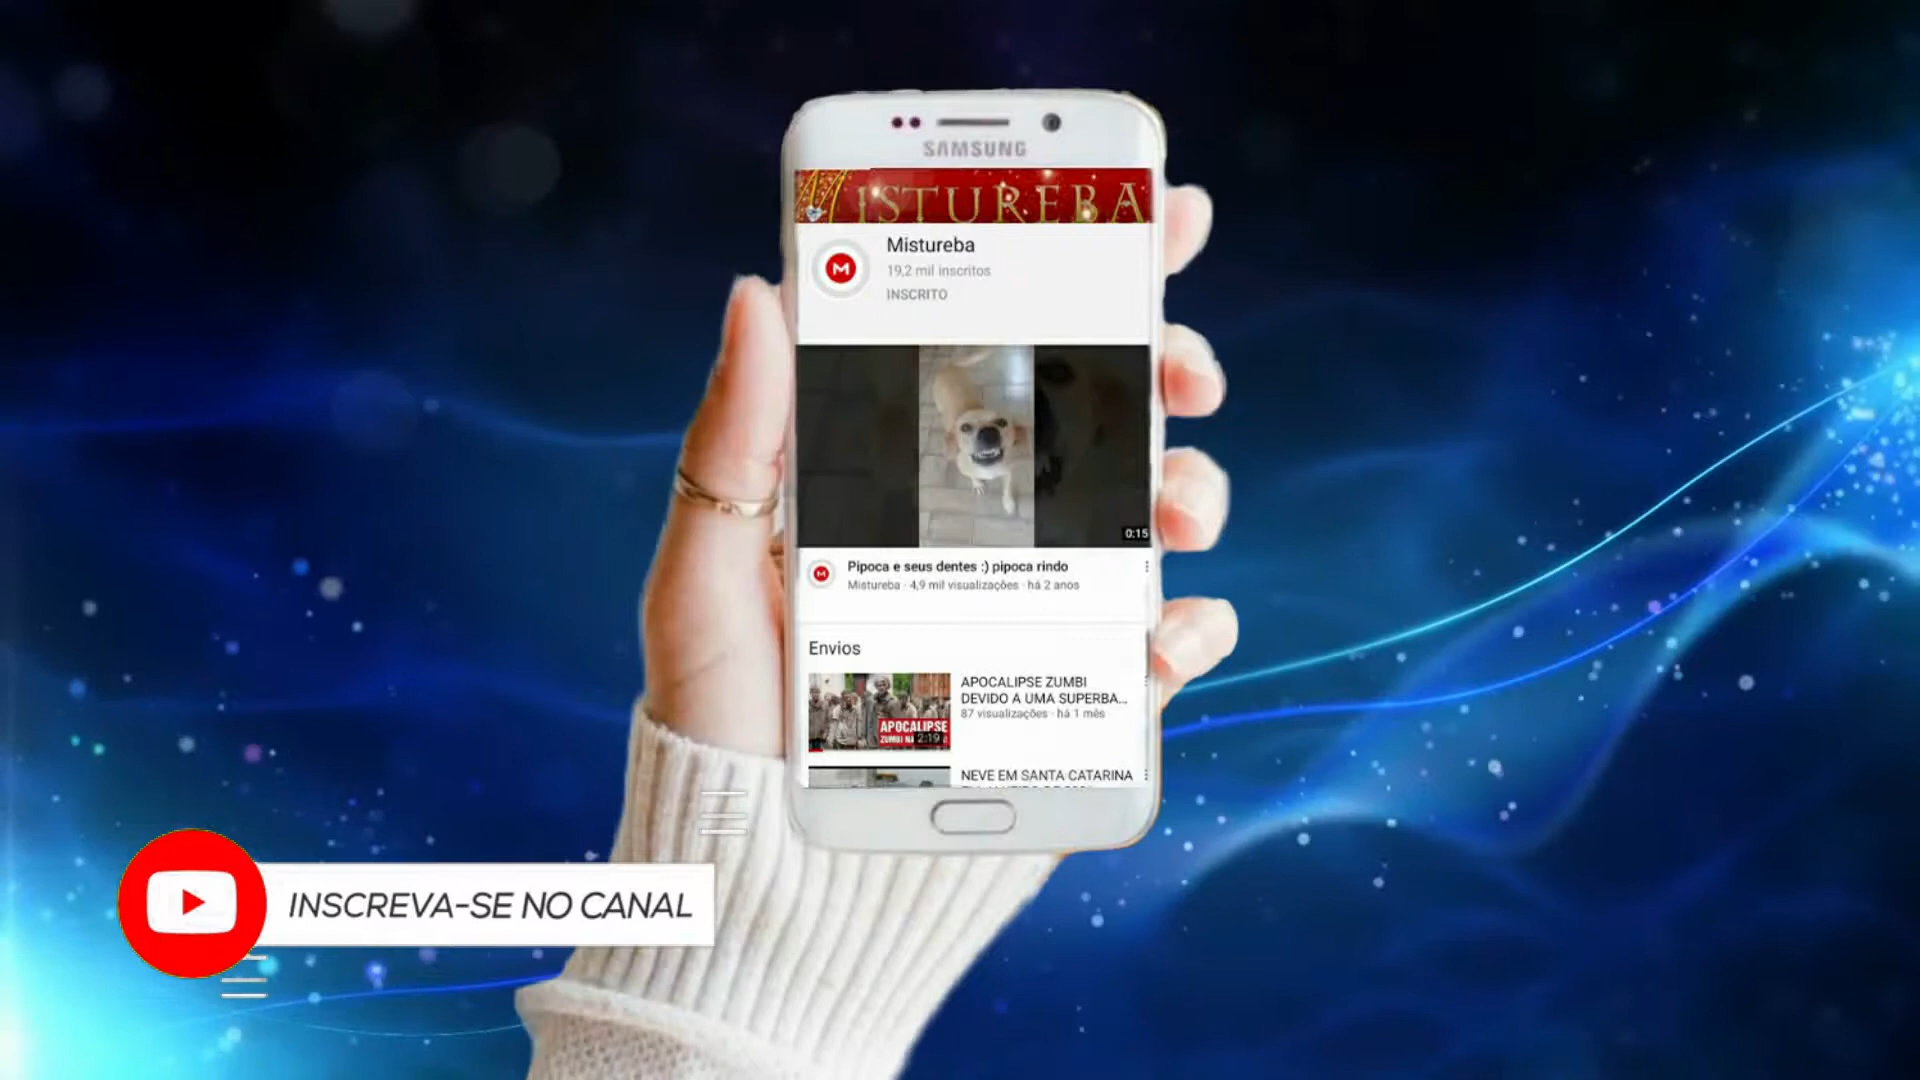 SAMSUNG
MISTUREBA
Mistureba
19,2 mil inscritos
INSCRITO
0:15
Pipoca e seus dentes :) pipoca rindo
Mistureba · 4,9 mil visualizações · há 2 anos
Envios
APOCALIPSE ZUMBI
DEVIDO A UMA SUPERBA...
87 visualizações · há 1 mês
APOCALIPSE
ZUMBI
2:19
NEVE EM SANTA CATARINA
INSCREVA-SE NO CANAL